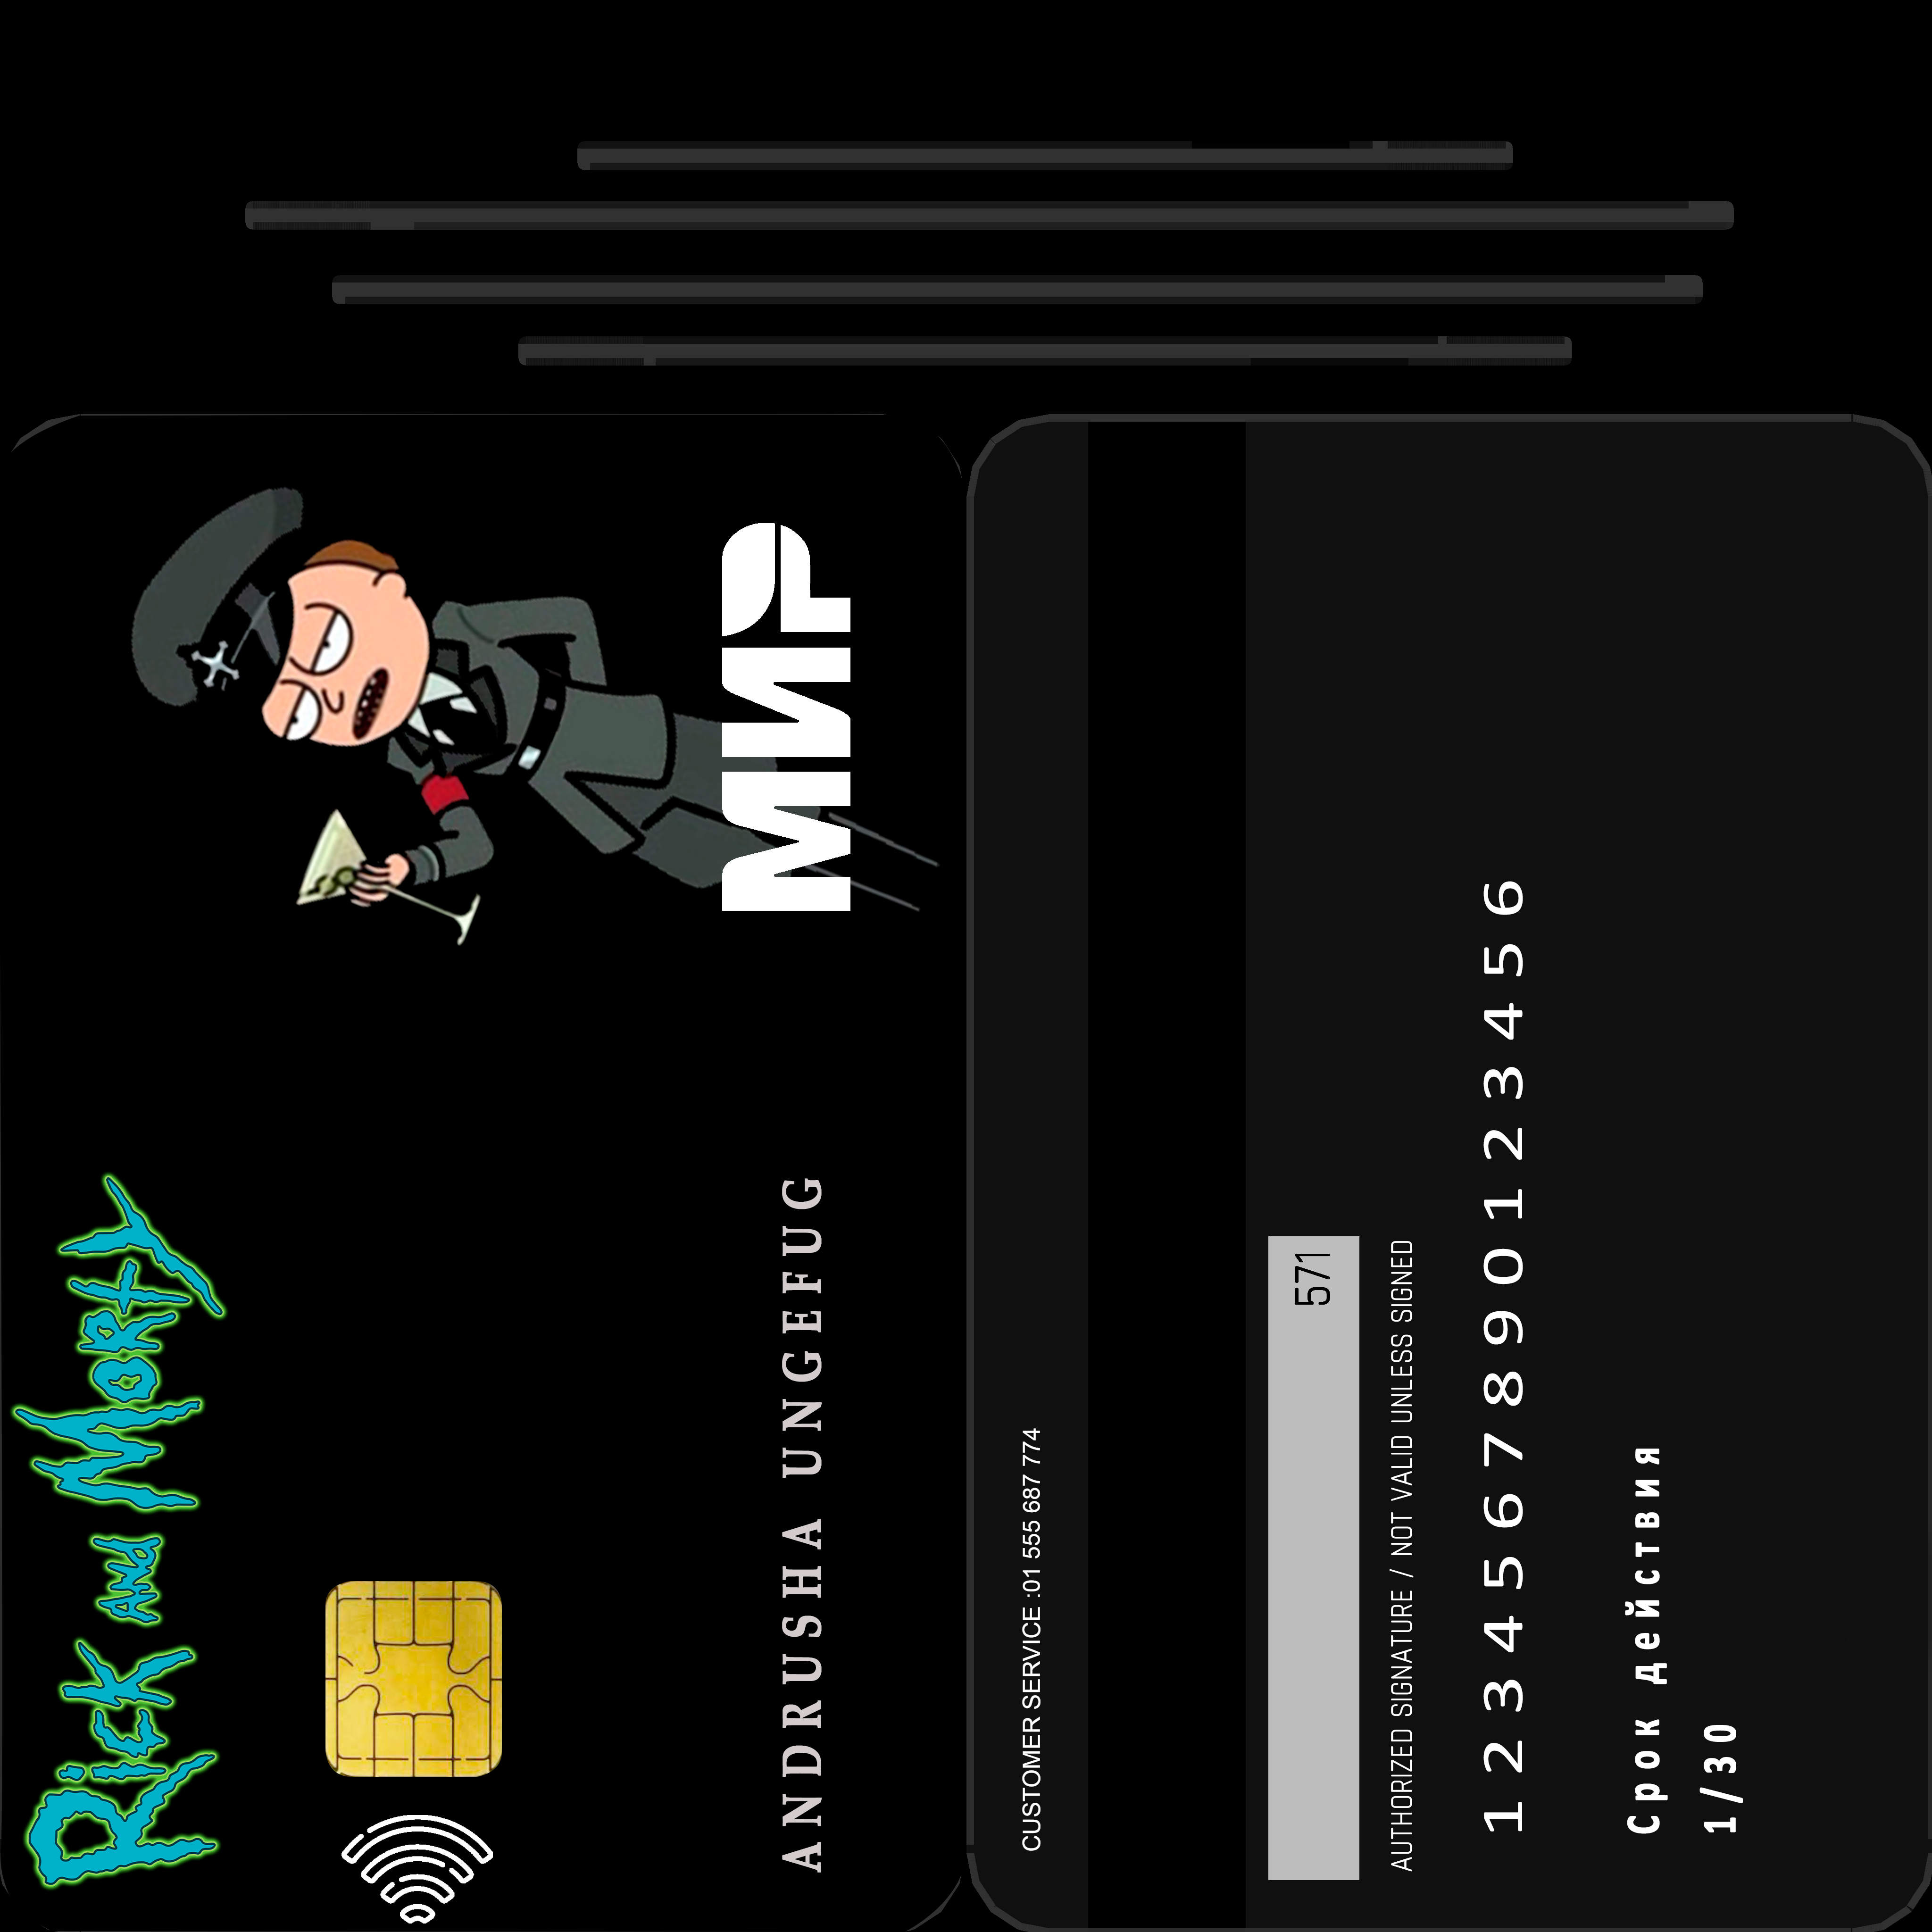 Rick and Morty
ANDRUSHA UNGEFUG
МИР
CUSTOMER SERVICE :01 555 687 774
571
AUTHORIZED SIGNATURE / NOT VALID UNLESS SIGNED
1234567890123456
Срок действия
1/30